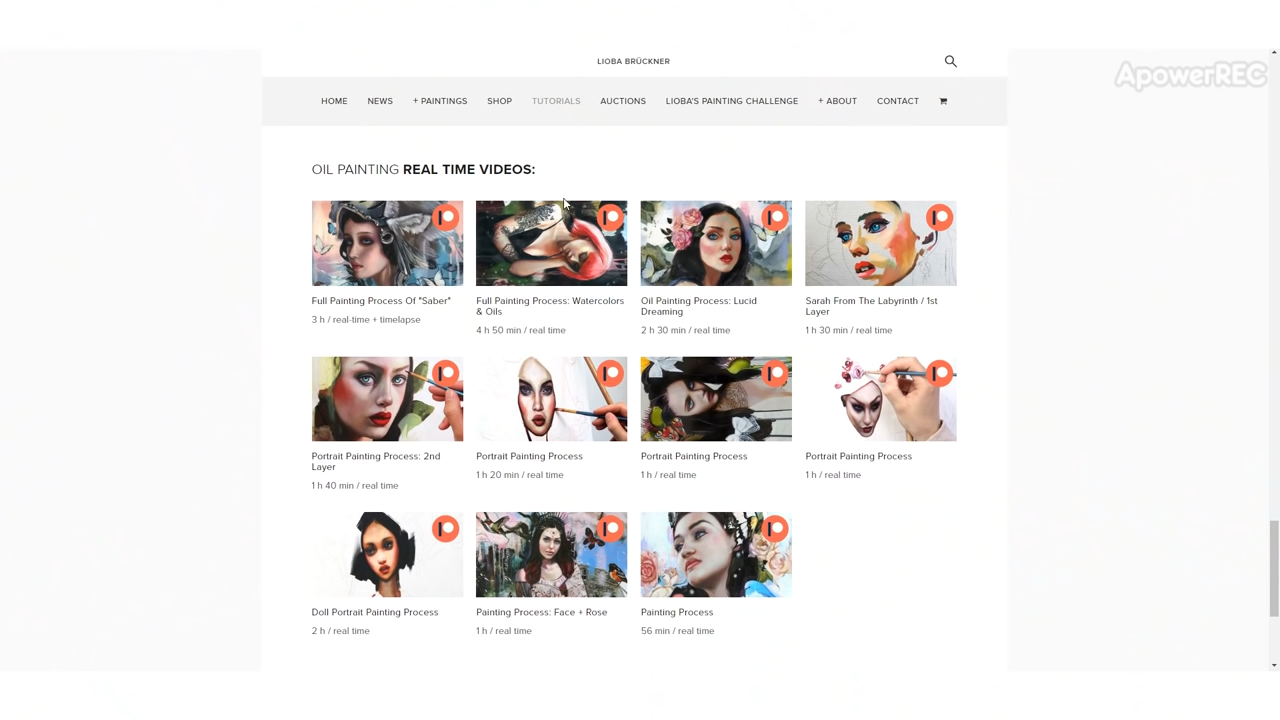 LIOBA BRÜCKNER
ApowerREC
HOME NEWS + PAINTINGS SHOP TUTORIALS AUCTIONS LIOBA'S PAINTING CHALLENGE + ABOUT CONTACT
OIL PAINTING REAL TIME VIDEOS:
Full Painting Process Of "Saber"
3 h / real-time + timelapse
Full Painting Process: Watercolors
& Oils
4 h 50 min / real time
Oil Painting Process: Lucid
Dreaming
2 h 30 min / real time
Sarah From The Labyrinth / 1st
Layer
1 h 30 min / real time
Portrait Painting Process: 2nd
Layer
1 h 40 min / real time
Portrait Painting Process
1 h 20 min / real time
Portrait Painting Process
1 h / real time
Portrait Painting Process
1 h / real time
Doll Portrait Painting Process
2 h / real time
Painting Process: Face + Rose
1 h / real time
Painting Process
56 min / real time